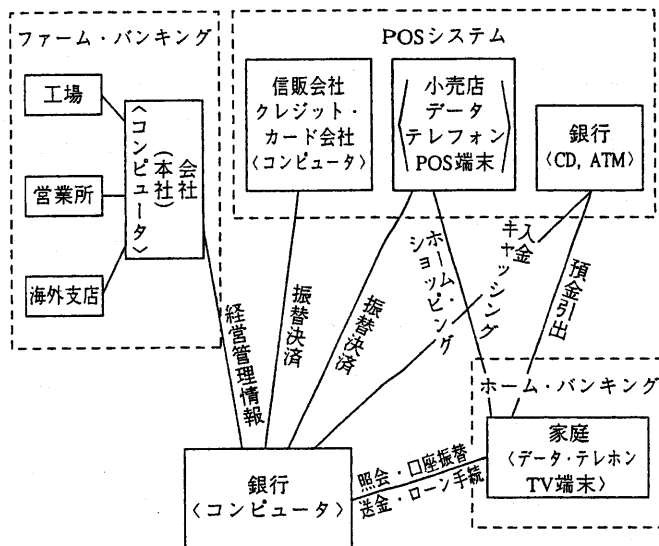 ファーム・バンキング
工場
営業所
海外支店
会社
(本社)
〈コンピュータ〉
POSシステム
信販会社
クレジット・
カード会社
〈コンピュータ〉
小売店
データ
テレフォン
POS端末
銀行
〈CD, ATM〉
経営管理情報
振替決済
振替決済
ホーム・
ショッピング
入金
キャッシング
預金引出
ホーム・バンキング
家庭
〈データ・テレホン
TV端末〉
照会・口座振替
送金・ローン手続
銀行
〈コンピュータ〉